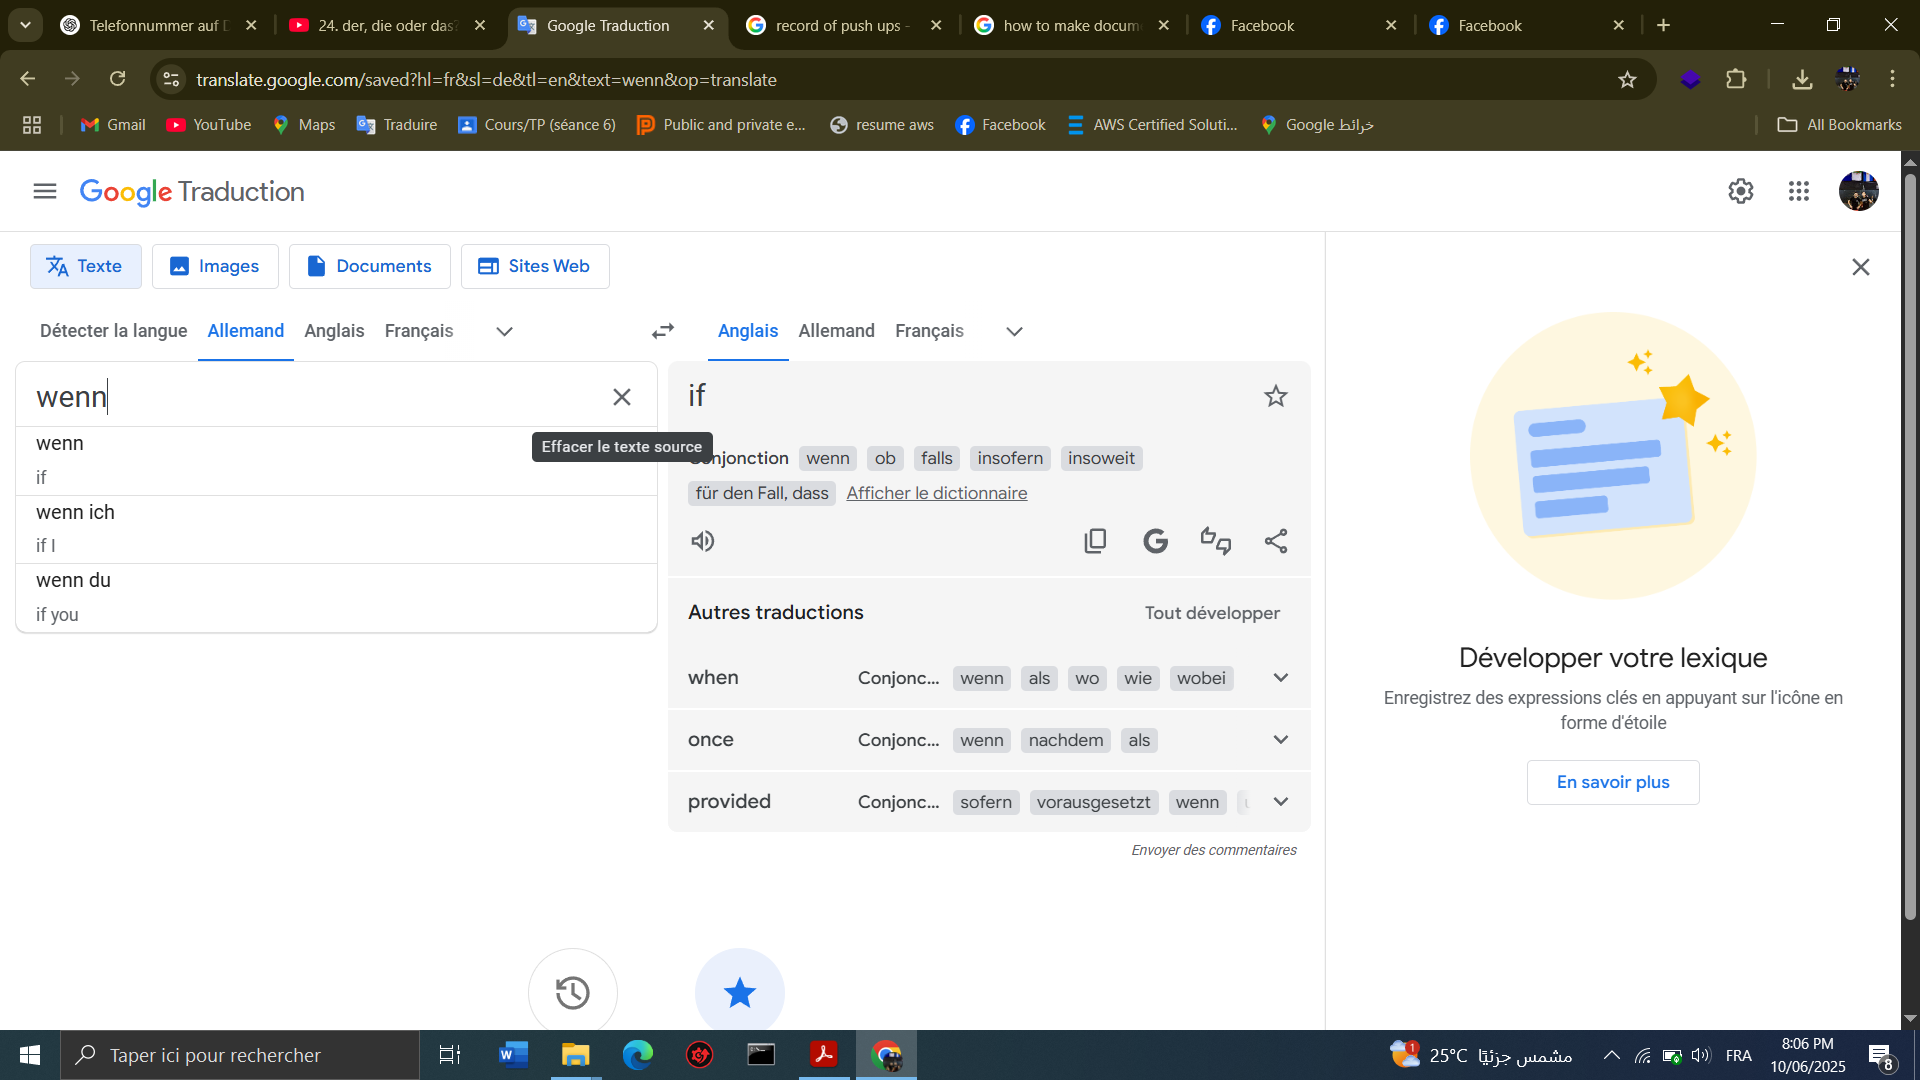 Telefonnummer auf D
24. der, die oder das?
Google Traduction
record of push ups -
how to make docum
Facebook
Facebook
translate.google.com/saved?hl=fr&sl=de&tl=en&text=wenn&op=translate
Gmail
YouTube
Maps
Traduire
Cours/TP (séance 6)
Public and private e...
resume aws
Facebook
AWS Certified Soluti...
خرائط Google
All Bookmarks
Google Traduction
Texte
Images
Documents
Sites Web
Détecter la langue
Allemand
Anglais
Français
Anglais
Allemand
Français
wenn
wenn
if
wenn ich
if I
wenn du
if you
Effacer le texte source
if
onjonction wenn ob falls insofern insoweit
für den Fall, dass Afficher le dictionnaire
Autres traductions
Tout développer
when Conjonc... wenn als wo wie wobei
once Conjonc... wenn nachdem als
provided Conjonc... sofern vorausgesetzt wenn
Envoyer des commentaires
Développer votre lexique
Enregistrez des expressions clés en appuyant sur l'icône en
forme d'étoile
En savoir plus
Taper ici pour rechercher
1
25°C مشمس جزئيًا
FRA
8:06 PM
10/06/2025
8